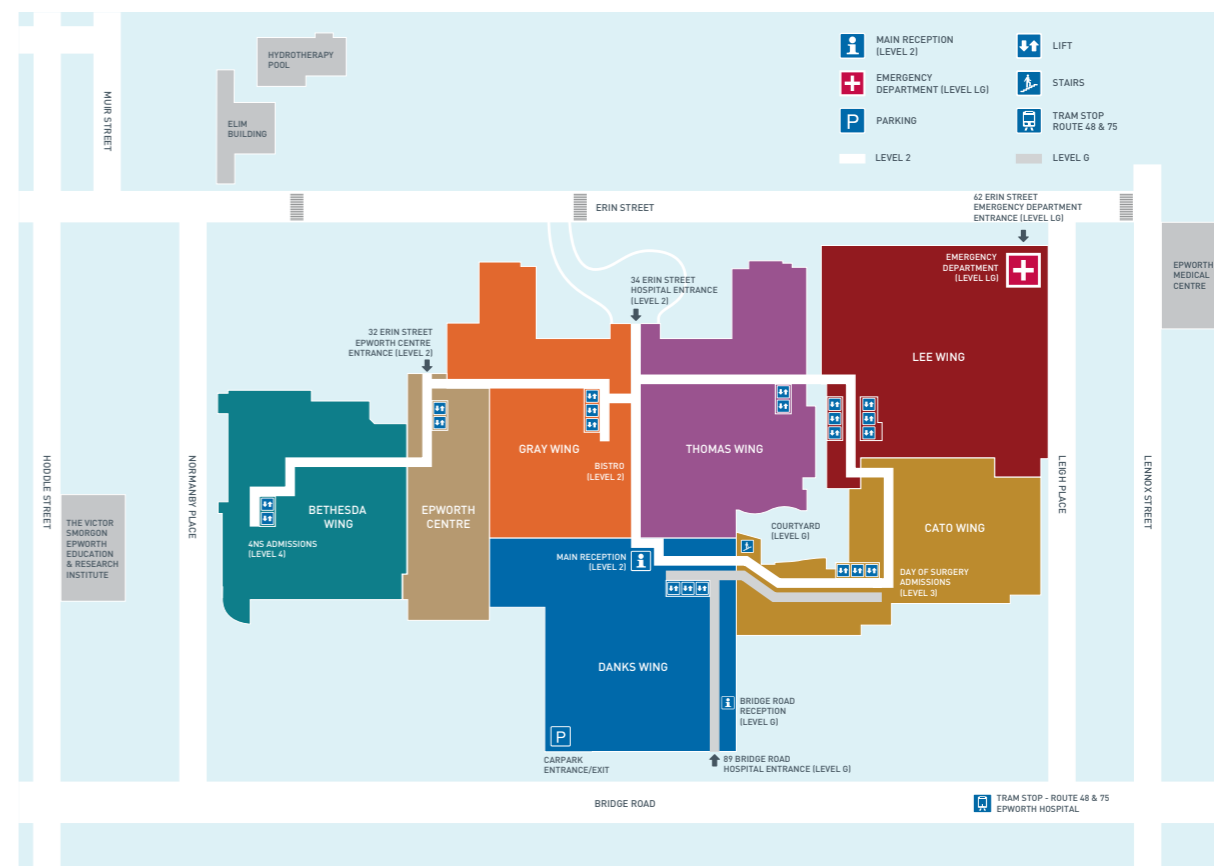 HYDROTHERAPY
POOL
ELIM
BUILDING
MUIR STREET
MAIN RECEPTION
(LEVEL 2)
LIFT
EMERGENCY
DEPARTMENT (LEVEL LG)
STAIRS
P
PARKING
TRAM STOP
ROUTE 48 & 75
LEVEL 2
LEVEL G
ERIN STREET
62 ERIN STREET
EMERGENCY DEPARTMENT
ENTRANCE (LEVEL LG)
EMERGENCY
DEPARTMENT
(LEVEL LG)
EPWORTH
MEDICAL
CENTRE
34 ERIN STREET
HOSPITAL ENTRANCE
(LEVEL 2)
32 ERIN STREET
EPWORTH CENTRE
ENTRANCE (LEVEL 2)
LEE WING
GRAY WING
THOMAS WING
BISTRO
(LEVEL 2)
HODDLE STREET
NORMANBY PLACE
LEIGH PLACE
LENNOX STREET
THE VICTOR
SMORGON
EPWORTH
EDUCATION
& RESEARCH
INSTITUTE
BETHESDA
WING
EPWORTH
CENTRE
4NS ADMISSIONS
(LEVEL 4)
COURTYARD
(LEVEL G)
CATO WING
MAIN RECEPTION
(LEVEL 2)
DAY OF SURGERY
ADMISSIONS
(LEVEL 3)
DANKS WING
BRIDGE ROAD
RECEPTION
(LEVEL G)
P
CARPARK
ENTRANCE/EXIT
89 BRIDGE ROAD
HOSPITAL ENTRANCE (LEVEL G)
BRIDGE ROAD
TRAM STOP - ROUTE 48 & 75
EPWORTH HOSPITAL